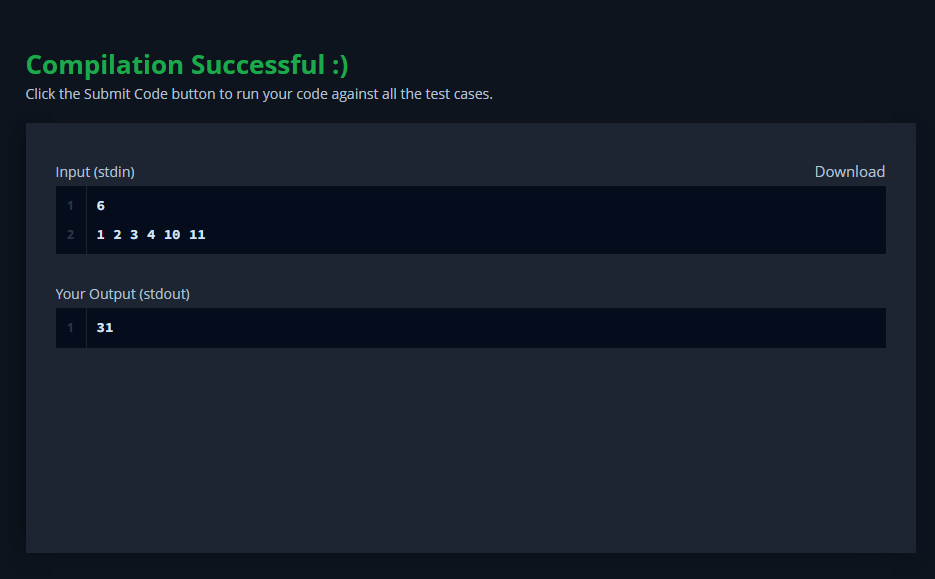 Compilation Successful :)
Click the Submit Code button to run your code against all the test cases.
Input (stdin)
Download
1 6
2 1 2 3 4 10 11
Your Output (stdout)
1 31